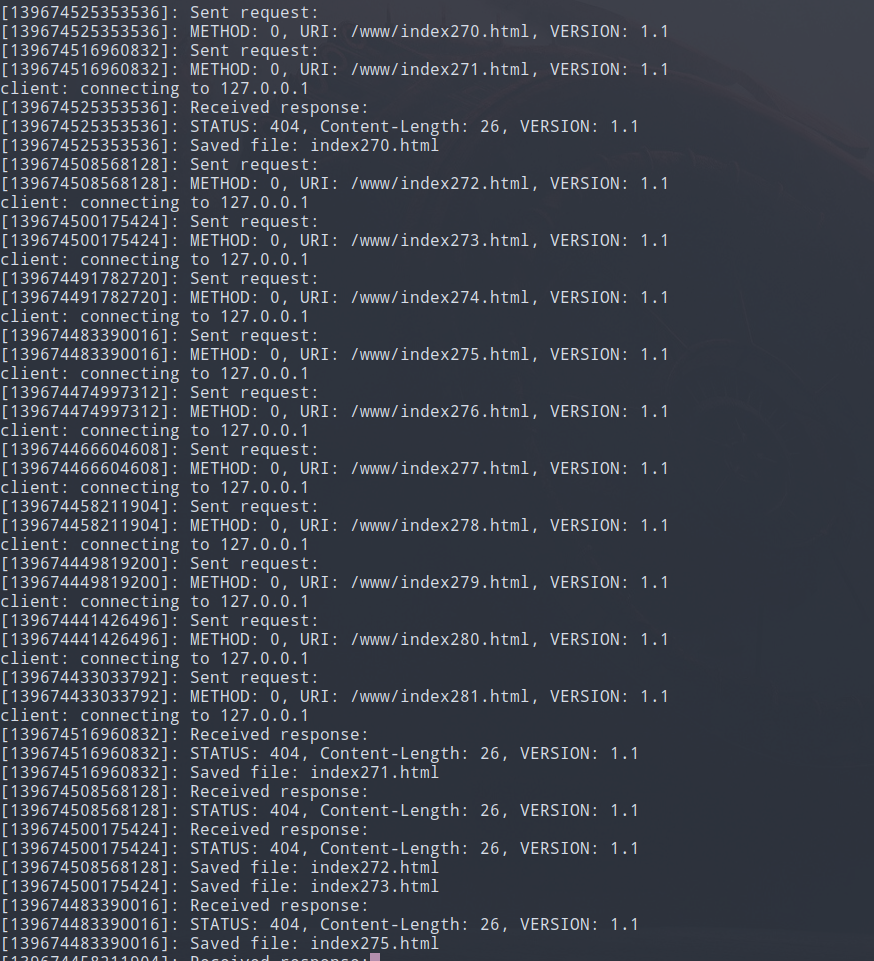 [139674525353536]: Sent request:
[139674525353536]: METHOD: 0, URI: /www/index270.html, VERSION: 1.1
[139674516960832]: Sent request:
[139674516960832]: METHOD: 0, URI: /www/index271.html, VERSION: 1.1
client: connecting to 127.0.0.1
[139674525353536]: Received response:
[139674525353536]: STATUS: 404, Content-Length: 26, VERSION: 1.1
[139674525353536]: Saved file: index270.html
[139674508568128]: Sent request:
[139674508568128]: METHOD: 0, URI: /www/index272.html, VERSION: 1.1
client: connecting to 127.0.0.1
[139674500175424]: Sent request:
[139674500175424]: METHOD: 0, URI: /www/index273.html, VERSION: 1.1
client: connecting to 127.0.0.1
[139674491782720]: Sent request:
[139674491782720]: METHOD: 0, URI: /www/index274.html, VERSION: 1.1
client: connecting to 127.0.0.1
[139674483390016]: Sent request:
[139674483390016]: METHOD: 0, URI: /www/index275.html, VERSION: 1.1
client: connecting to 127.0.0.1
[139674474997312]: Sent request:
[139674474997312]: METHOD: 0, URI: /www/index276.html, VERSION: 1.1
client: connecting to 127.0.0.1
[139674466604608]: Sent request:
[139674466604608]: METHOD: 0, URI: /www/index277.html, VERSION: 1.1
client: connecting to 127.0.0.1
[139674458211904]: Sent request:
[139674458211904]: METHOD: 0, URI: /www/index278.html, VERSION: 1.1
client: connecting to 127.0.0.1
[139674449819200]: Sent request:
[139674449819200]: METHOD: 0, URI: /www/index279.html, VERSION: 1.1
client: connecting to 127.0.0.1
[139674441426496]: Sent request:
[139674441426496]: METHOD: 0, URI: /www/index280.html, VERSION: 1.1
client: connecting to 127.0.0.1
[139674433033792]: Sent request:
[139674433033792]: METHOD: 0, URI: /www/index281.html, VERSION: 1.1
client: connecting to 127.0.0.1
[139674516960832]: Received response:
[139674516960832]: STATUS: 404, Content-Length: 26, VERSION: 1.1
[139674516960832]: Saved file: index271.html
[139674508568128]: Received response:
[139674508568128]: STATUS: 404, Content-Length: 26, VERSION: 1.1
[139674500175424]: Received response:
[139674500175424]: STATUS: 404, Content-Length: 26, VERSION: 1.1
[139674508568128]: Saved file: index272.html
[139674500175424]: Saved file: index273.html
[139674483390016]: Received response:
[139674483390016]: STATUS: 404, Content-Length: 26, VERSION: 1.1
[139674483390016]: Saved file: index275.html
[139674458211904]: Received response: